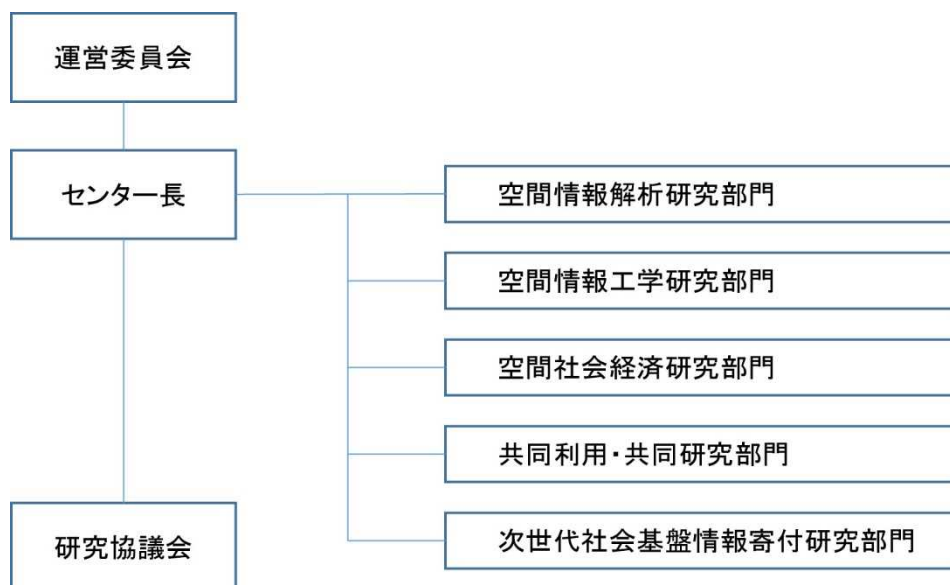 運営委員会
センター長
空間情報解析研究部門
空間情報工学研究部門
空間社会経済研究部門
共同利用・共同研究部門
研究協議会
次世代社会基盤情報寄付研究部門